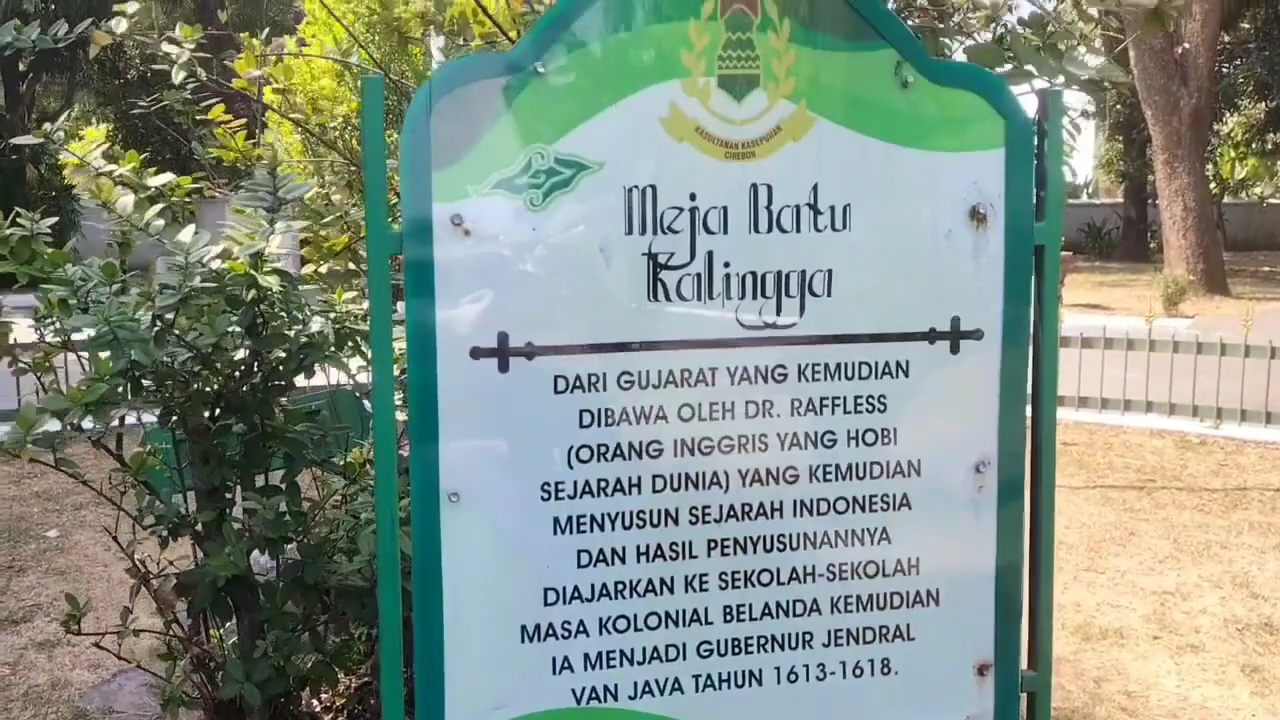 KASULTANAN KASEPUHAN
CIREBON
Meja Batu
Kalingga
DARI GUJARAT YANG KEMUDIAN
DIBAWA OLEH DR. RAFFLESS
(ORANG INGGRIS YANG HOBI
SEJARAH DUNIA) YANG KEMUDIAN
MENYUSUN SEJARAH INDONESIA
DAN HASIL PENYUSUNANNYA
DIAJARKAN KE SEKOLAH-SEKOLAH
MASA KOLONIAL BELANDA KEMUDIAN
IA MENJADI GUBERNUR JENDRAL
VAN JAVA TAHUN 1613-1618.